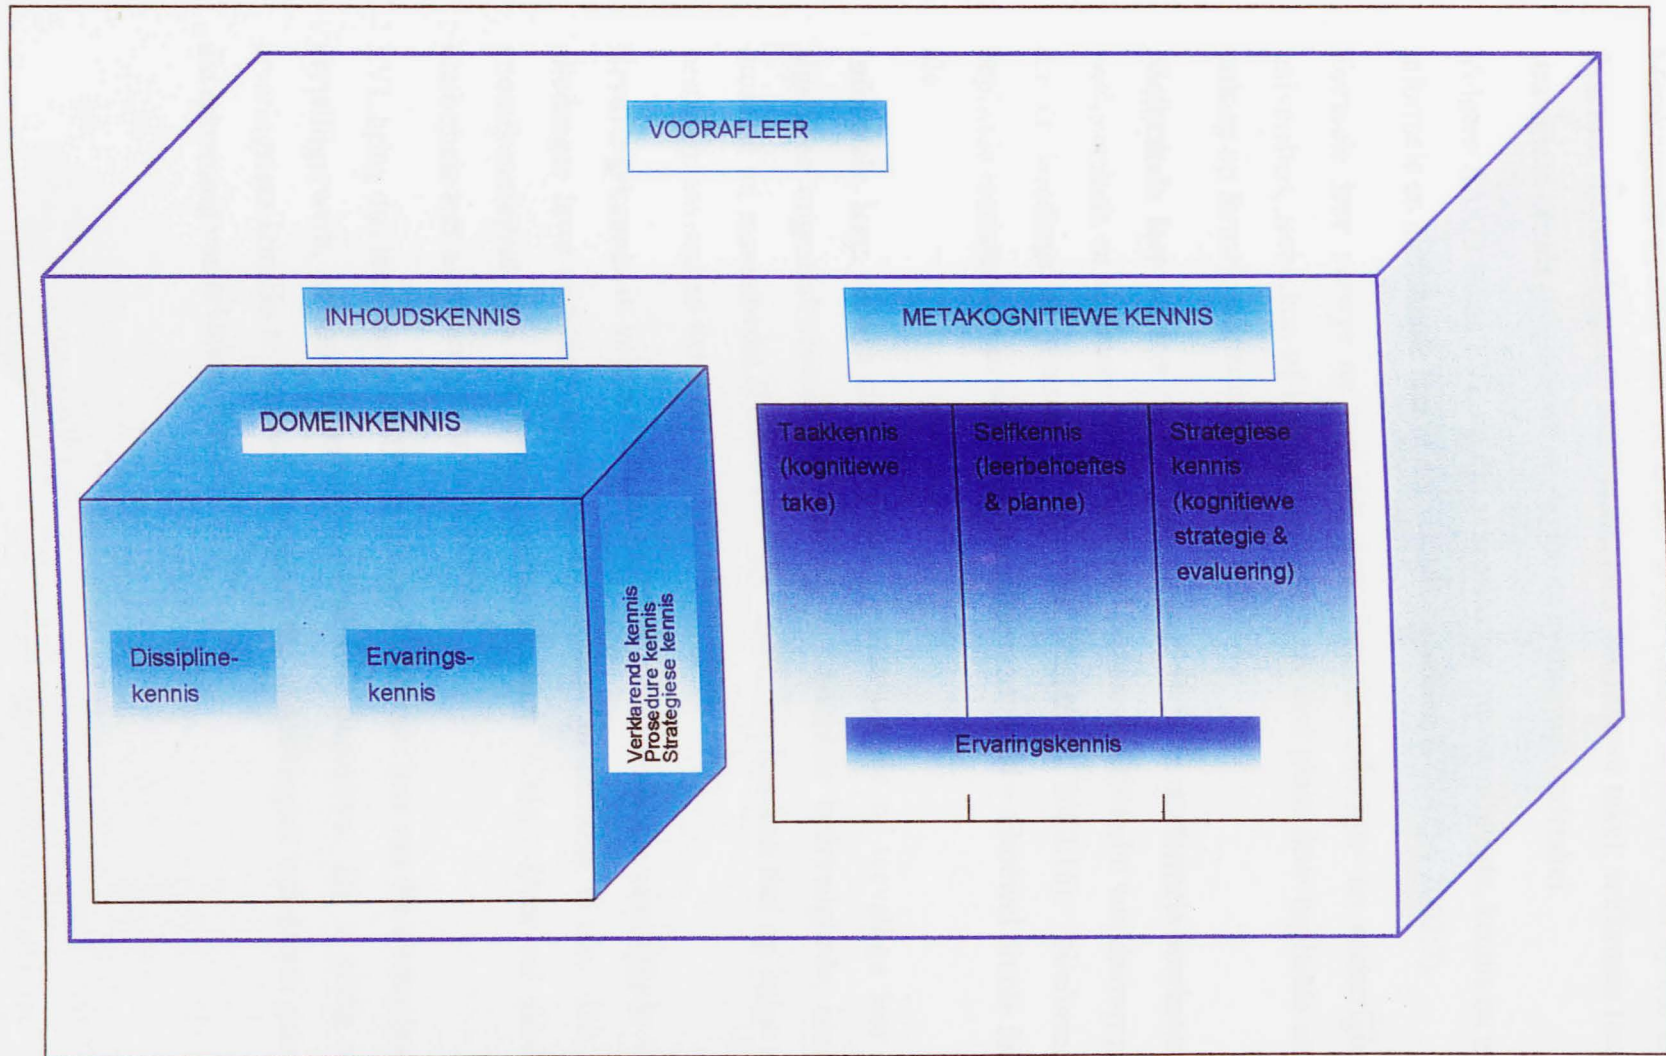 VOORAFLEER
INHOUDSKENNIS
DOMEINKENNIS
Dissipline-
kennis
Ervarings-
kennis
Verklarende kennis
Prosedure kennis
Strategiese kennis
METAKOGNITIEWE KENNIS
Taakkennis
(kognitiewe
take)
Selfkennis
(leerbehoeftes
& planne)
Strategiese
kennis
(kognitiewe
strategie &
evaluering)
Ervaringskennis